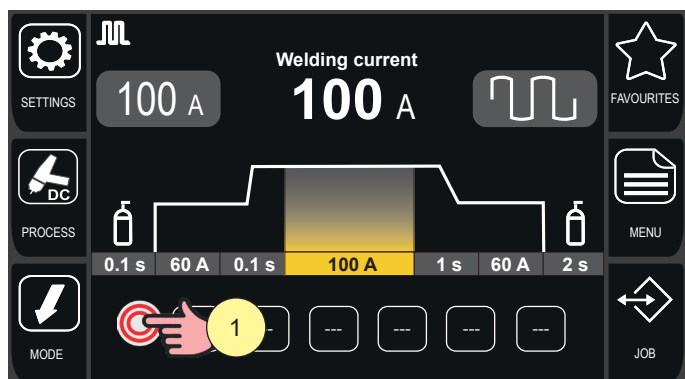 Welding current
SETTINGS
100 A
100 A
FAVOURITES
DC
PROCESS
MENU
0.1 s 60 A 0.1 s 100 A 1 s 60 A 2 s
1
--- --- --- --- ---
MODE
JOB